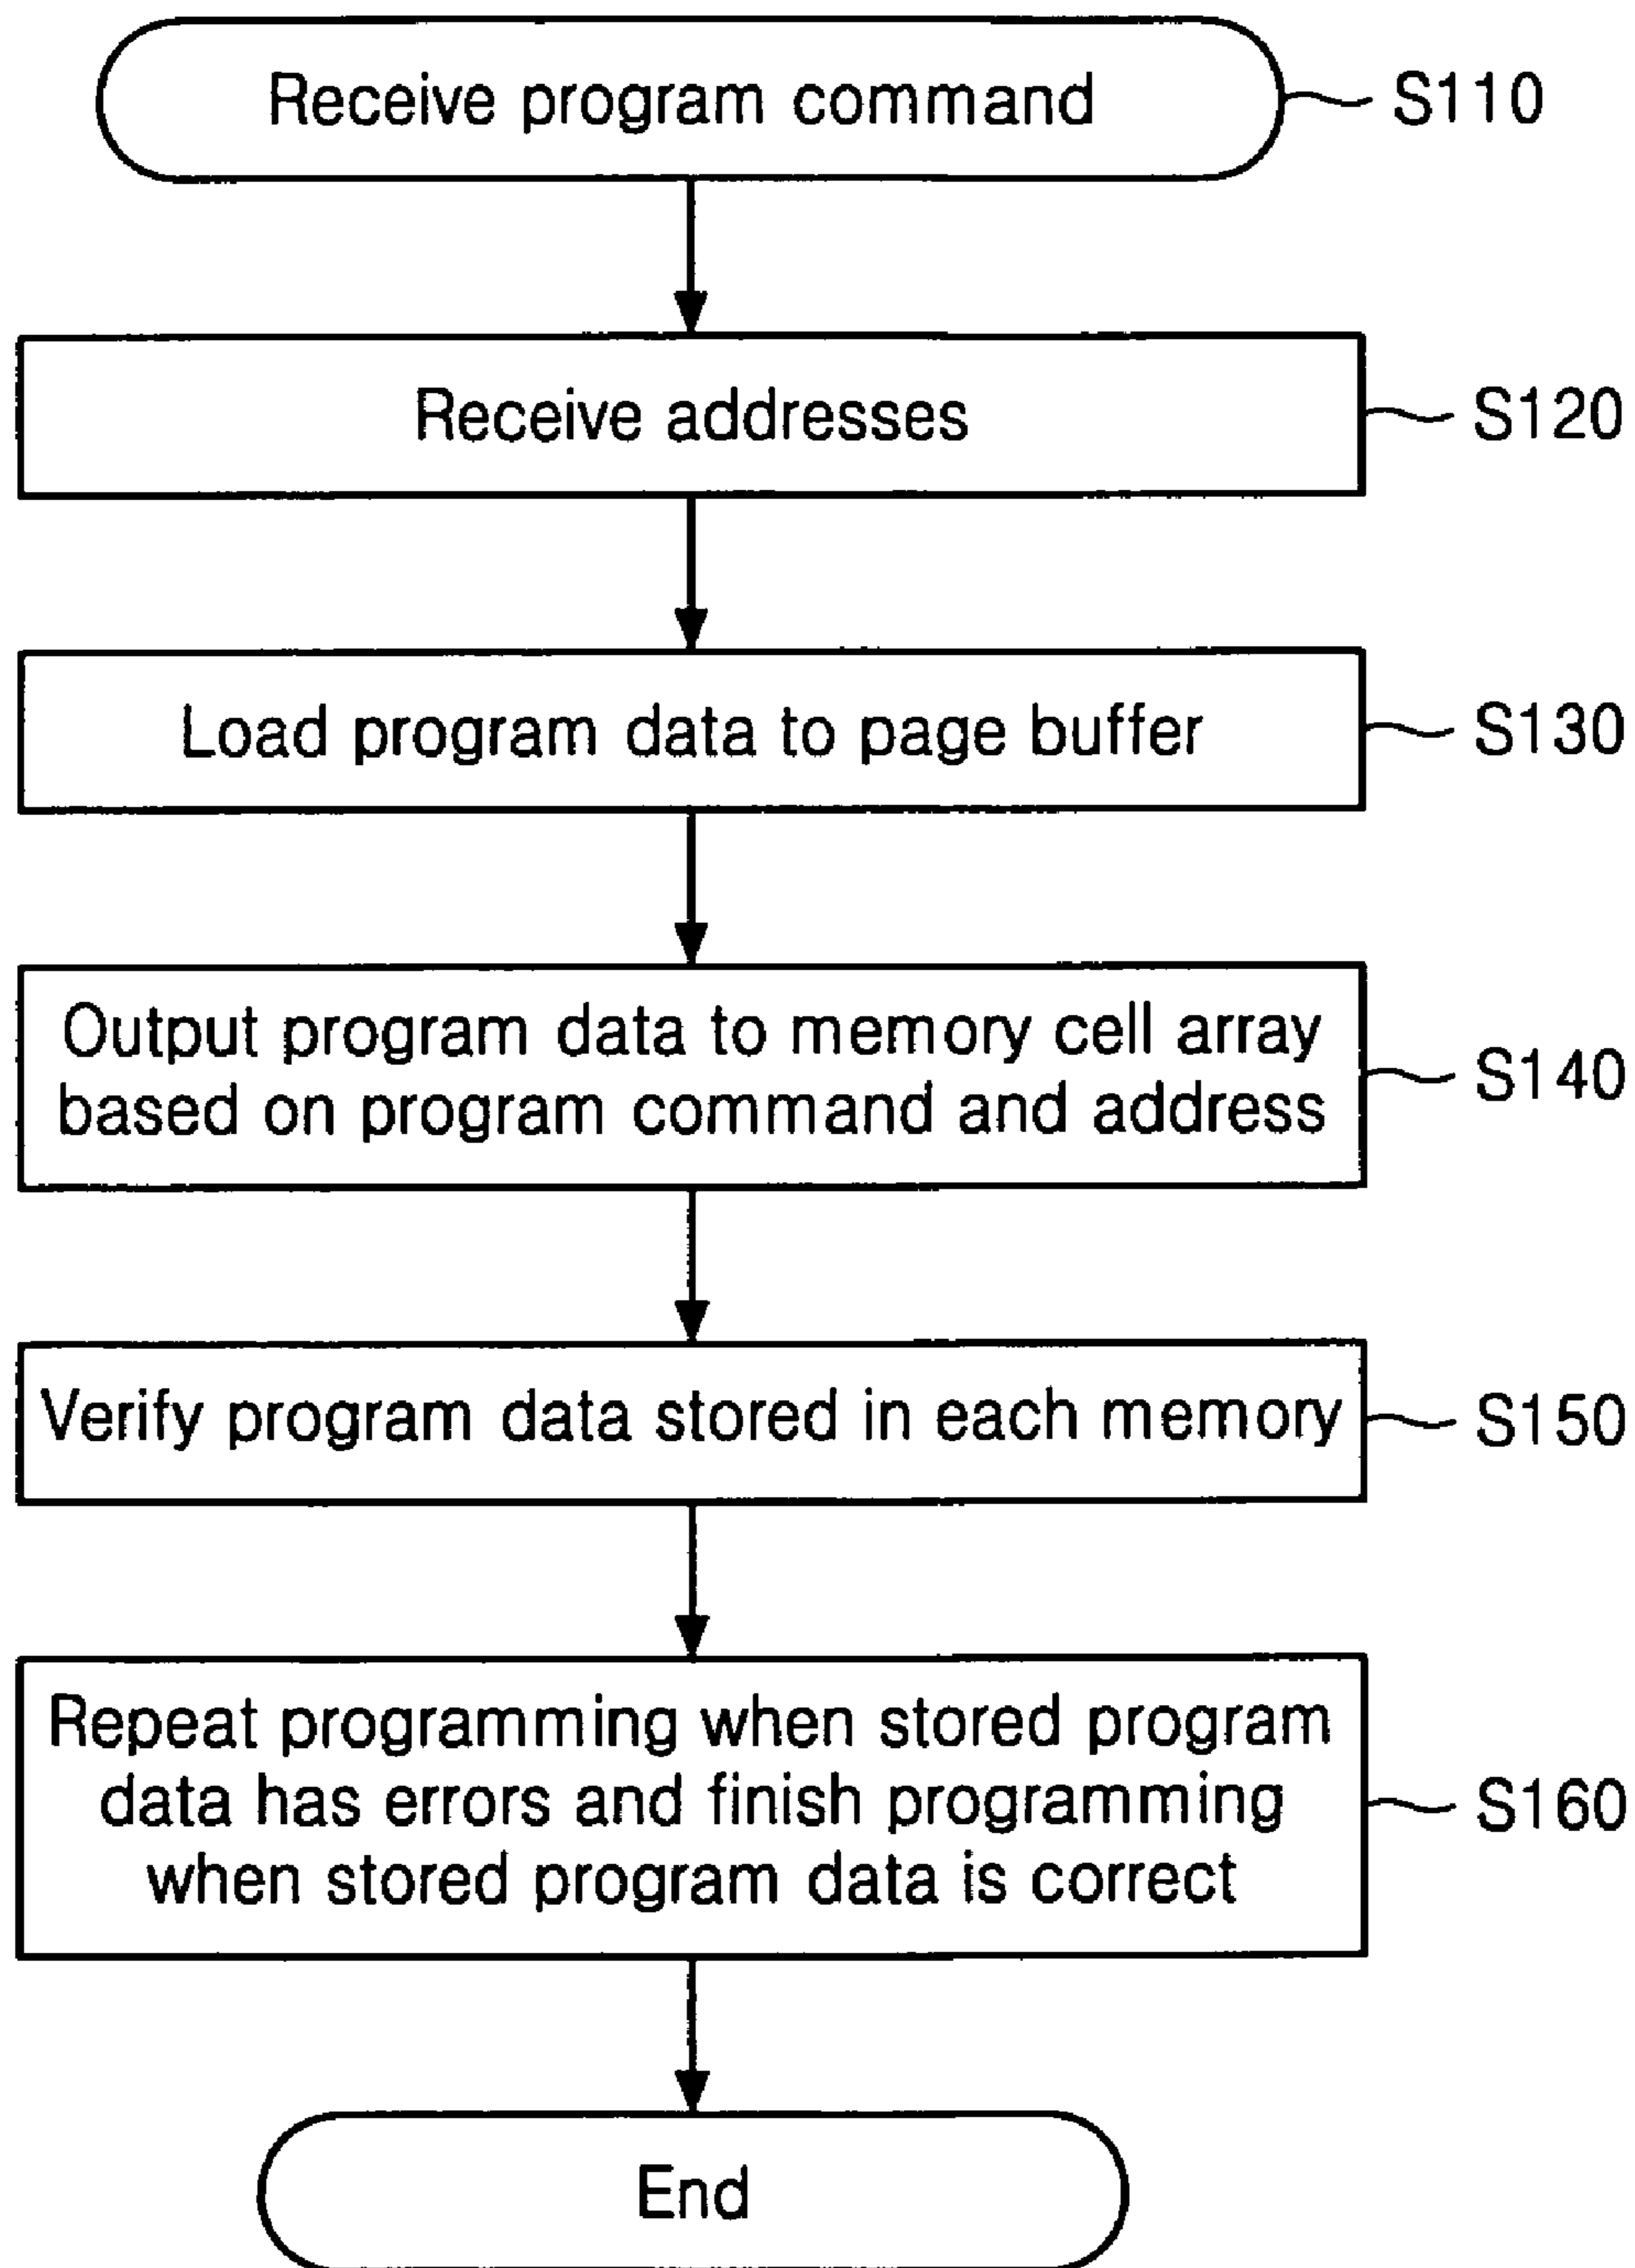 Receive program command
S110
Receive addresses
S120
Load program data to page buffer
S130
Output program data to memory cell array
based on program command and address
S140
Verify program data stored in each memory
S150
Repeat programming when stored program
data has errors and finish programming
when stored program data is correct
S160
End